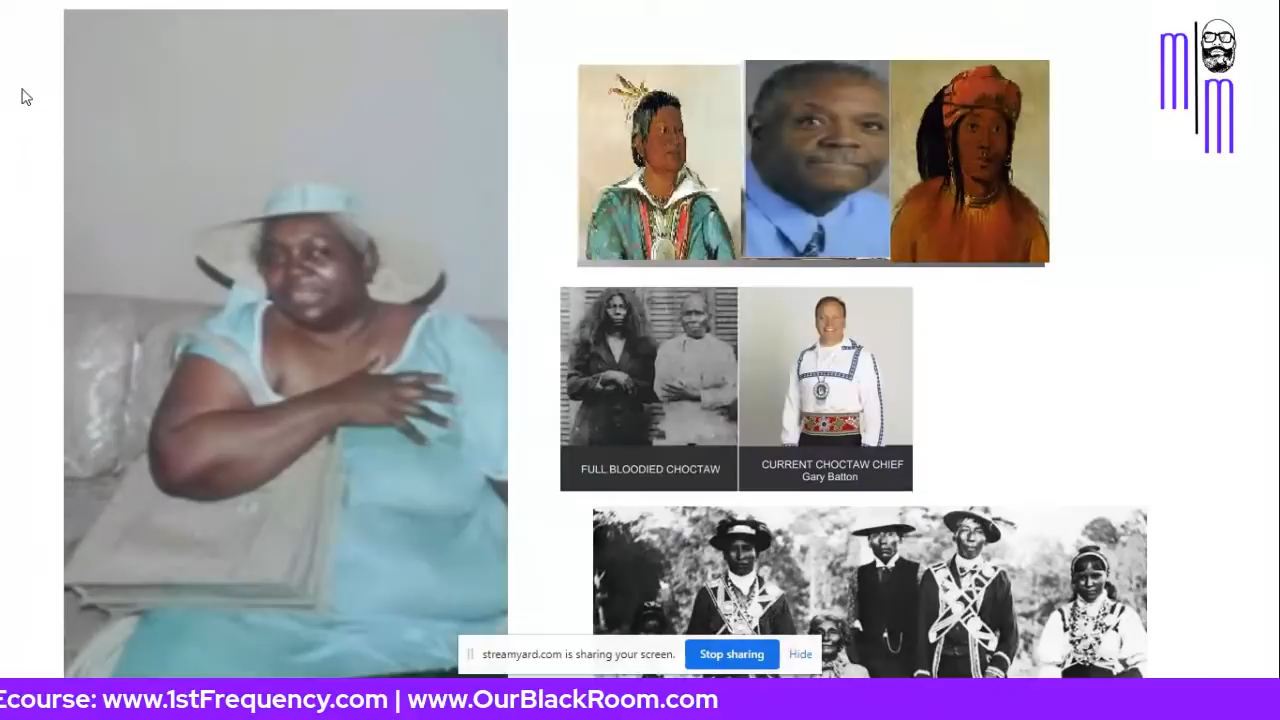 m
m
FULL BLOODIED CHOCTAW
CURRENT CHOCTAW CHIEF
Gary Batton
streamyard.com is sharing your screen.
Stop sharing
Hide
Ecourse: www.1stFrequency.com | www.OurBlackRoom.com